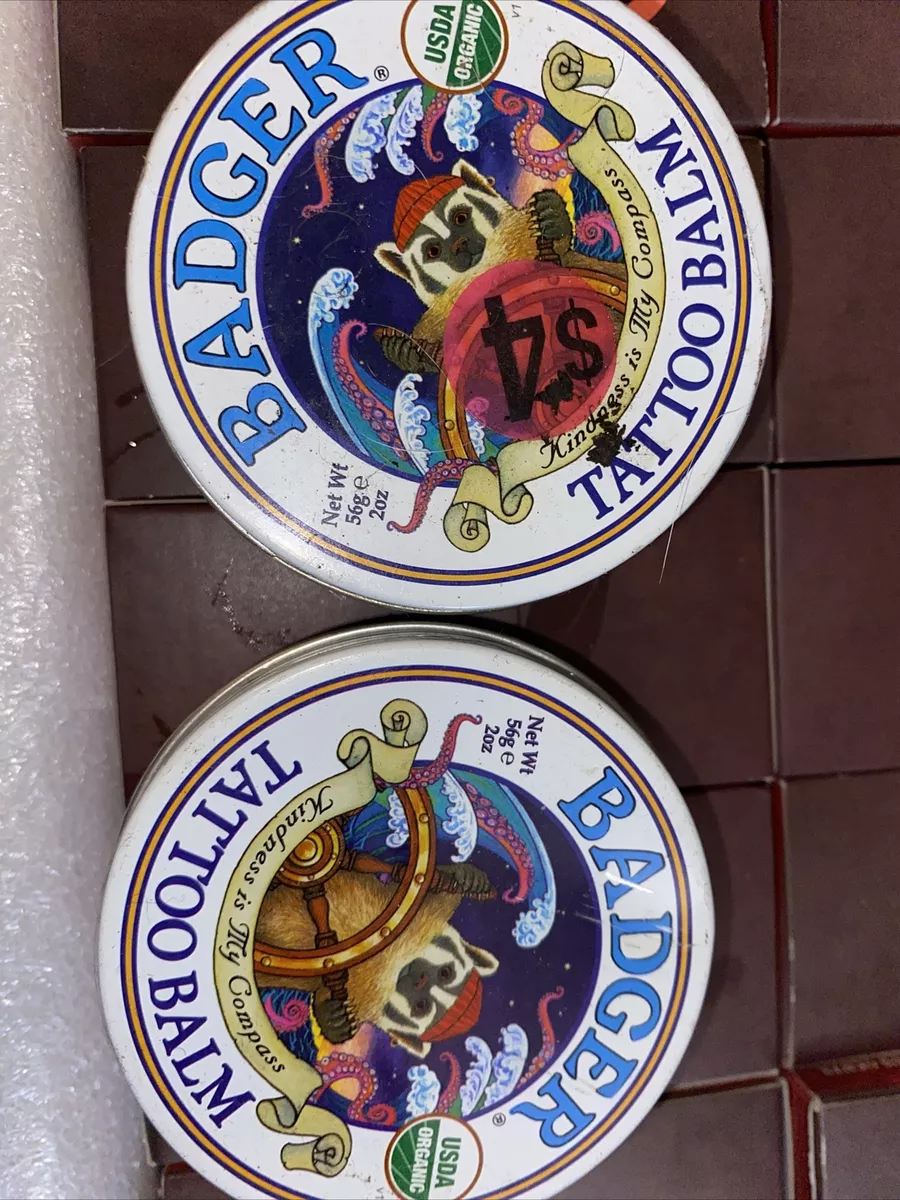 BADGER®
USDA
ORGANIC
$4
Kindness is My Compass
TATTOO BALM
Net Wt
56g e
2oz
BADGER®
USDA
ORGANIC
Kindness is My Compass
TATTOO BALM
Net Wt
56g e
2oz